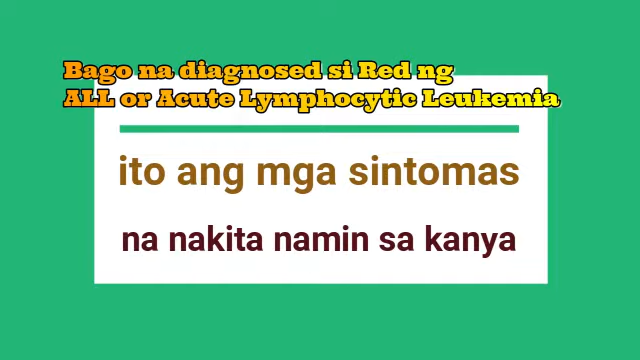 Bago na diagnosed si Red ng
ALL or Acute Lymphocytic Leukemia
ito ang mga sintomas
na nakita namin sa kanya